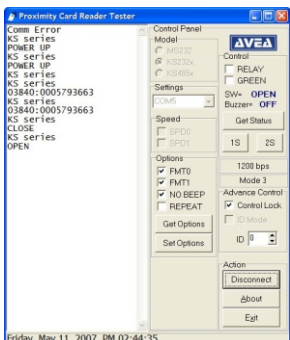 Proximity Card Reader Tester
Comm Error
KS series
POWER UP
KS series
POWER UP
KS series
KS series
03840:0005793663
KS series
03840:0005793663
KS series
CLOSE
KS series
OPEN
Control Panel
Model
MS232
KS232x
KS485x
Settings
COM5
Speed
SPD0
SPD1
Options
FMT0
FMT1
NO BEEP
REPEAT
Get Options
Set Options
AVEA
Control
RELAY
GREEN
SW= OPEN
Buzzer= OFF
Get Status
1S 2S
1200 bps
Mode 3
Advance Control
Control Lock
ID Mode
ID 0
Action
Disconnect
About
Exit
Friday, May 11, 2007, PM 02:44:35